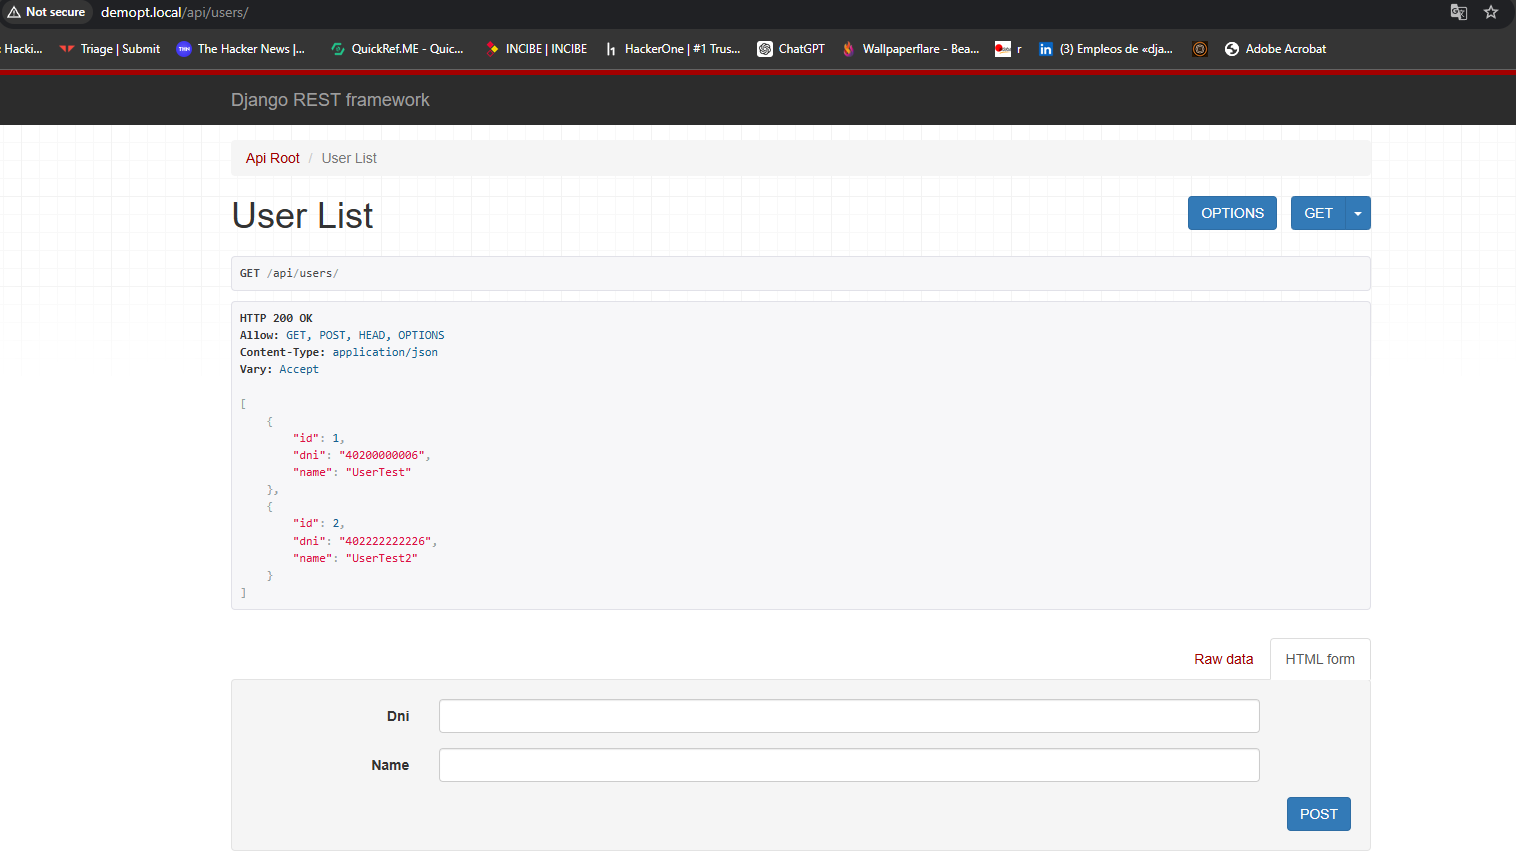 Not secure demopt.local/api/users/
: Hacki... Triage | Submit The Hacker News |... QuickRef.ME - Quic... INCIBE | INCIBE HackerOne | #1 Trus... ChatGPT Wallpaperflare - Bea... r (3) Empleos de «dja... Adobe Acrobat
Django REST framework
Api Root / User List
User List
OPTIONS GET
GET /api/users/
HTTP 200 OK
Allow: GET, POST, HEAD, OPTIONS
Content-Type: application/json
Vary: Accept
[
{
"id": 1,
"dni": "40200000006",
"name": "UserTest"
},
{
"id": 2,
"dni": "402222222226",
"name": "UserTest2"
}
]
Raw data HTML form
Dni
Name
POST